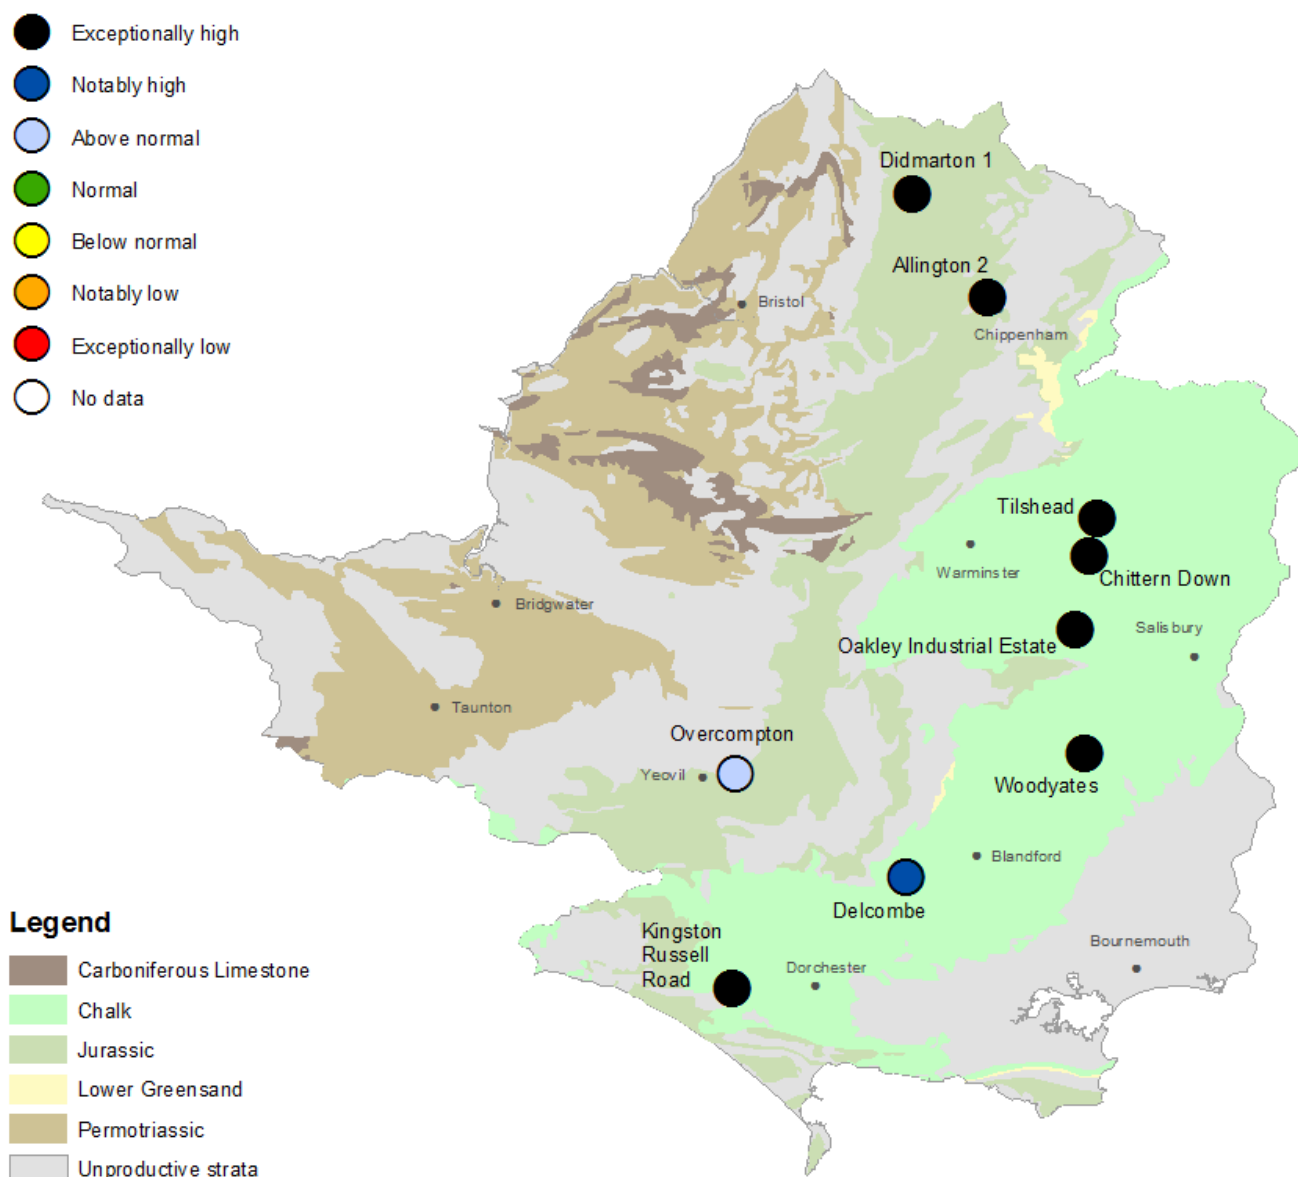 Exceptionally high
Notably high
Above normal
Normal
Below normal
Notably low
Exceptionally low
No data
Didmarton 1
Allington 2
Bristol
Chippenham
Tilshead
Warminster
Chittern Down
Bridgwater
Salisbury
Oakley Industrial Estate
Taunton
Overcompton
Yeovil
Woodyates
Blandford
Delcombe
Kingston
Russell
Road
Dorchester
Bournemouth
Legend
Carboniferous Limestone
Chalk
Jurassic
Lower Greensand
Permotriassic
Unproductive strata